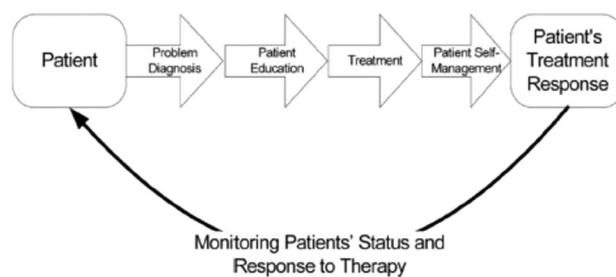 Patient
Problem
Diagnosis
Patient
Education
Treatment
Patient Self-
Management
Patient's
Treatment
Response
Monitoring Patients' Status and
Response to Therapy